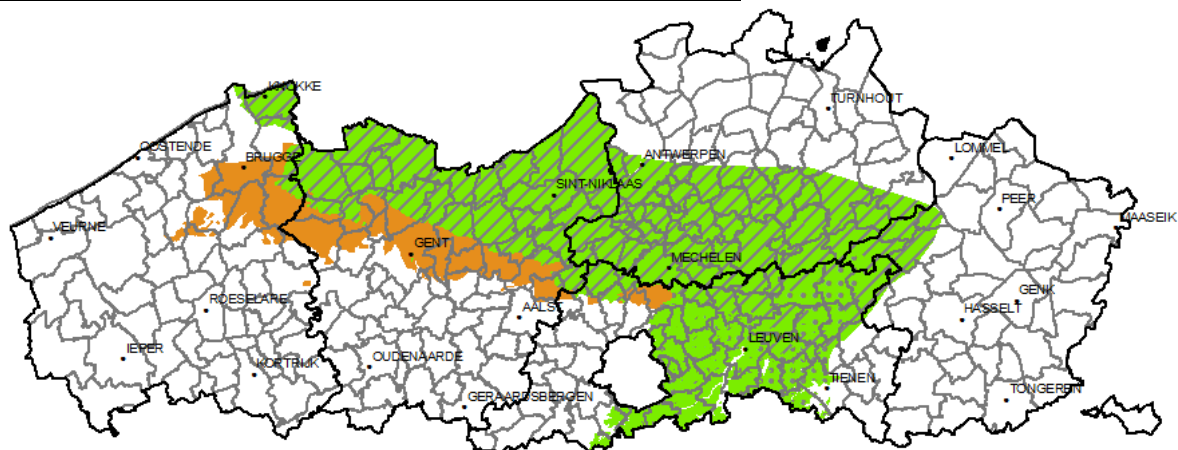 KNOKKE
TURNHOUT
OOSTENDE
BRUGGE
ANTWERPEN
LOMMEL
SINT-NIKLAAS
PEER
MAASEIK
VEURNE
GENT
MECHELEN
ROESELARE
AALST
GENK
HASSELT
IEPER
KORTRIJK
OUDENAARDE
LEUVEN
TIENEN
GERAARDSBERGEN
TONGEREN